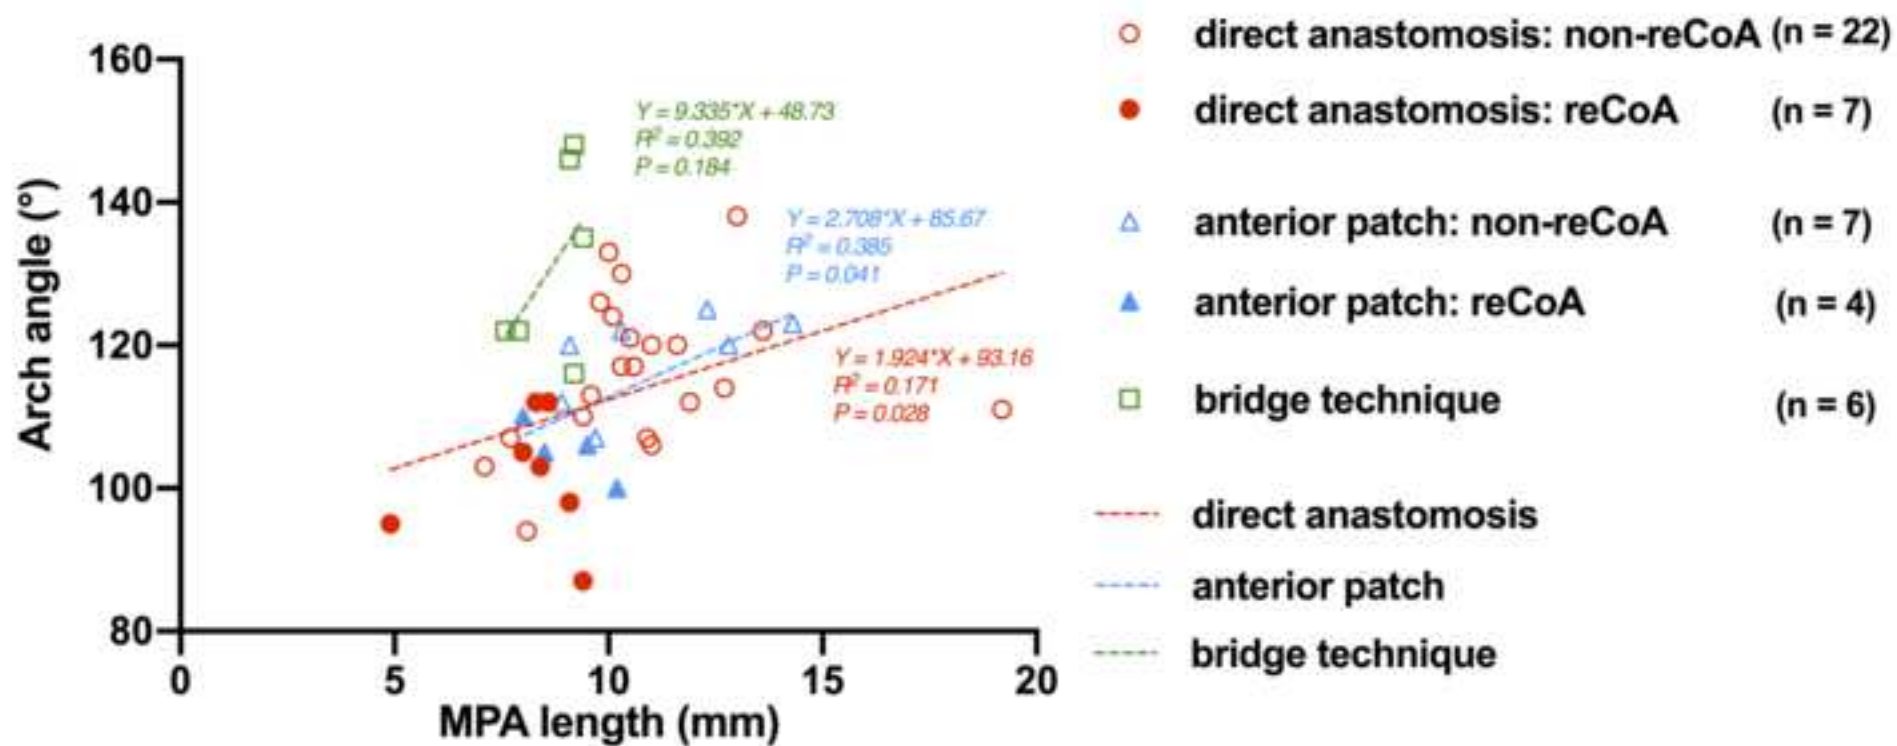 direct anastomosis: non-reCoA (n = 22)
direct anastomosis: reCoA (n = 7)
anterior patch: non-reCoA (n = 7)
anterior patch: reCoA (n = 4)
bridge technique (n = 6)
direct anastomosis
anterior patch
bridge technique
Arch angle (°)
160
140
120
100
80
Y = 9.335*X + 48.73
R² = 0.392
P = 0.184
Y = 2.708*X + 85.67
R² = 0.385
P = 0.041
Y = 1.924*X + 93.16
R² = 0.171
P = 0.028
0 5 10 15 20
MPA length (mm)